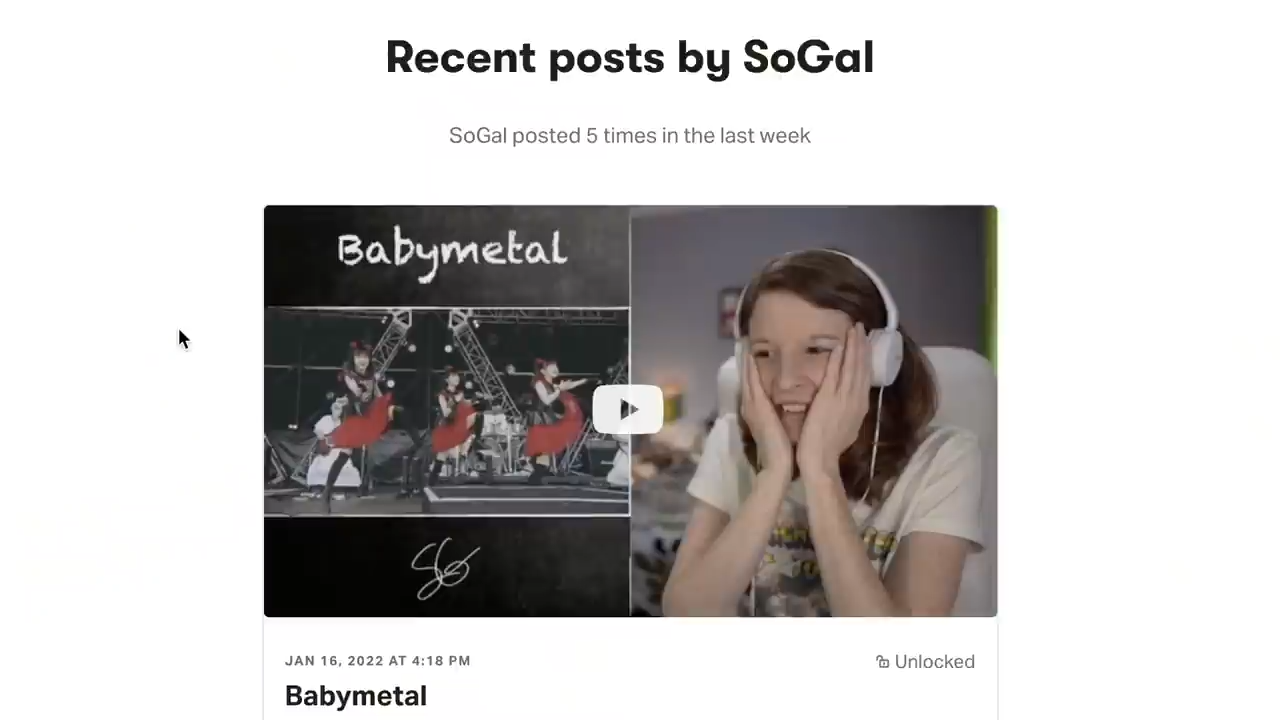 Recent posts by SoGal
SoGal posted 5 times in the last week
Babymetal
JAN 16, 2022 AT 4:18 PM
Unlocked
Babymetal